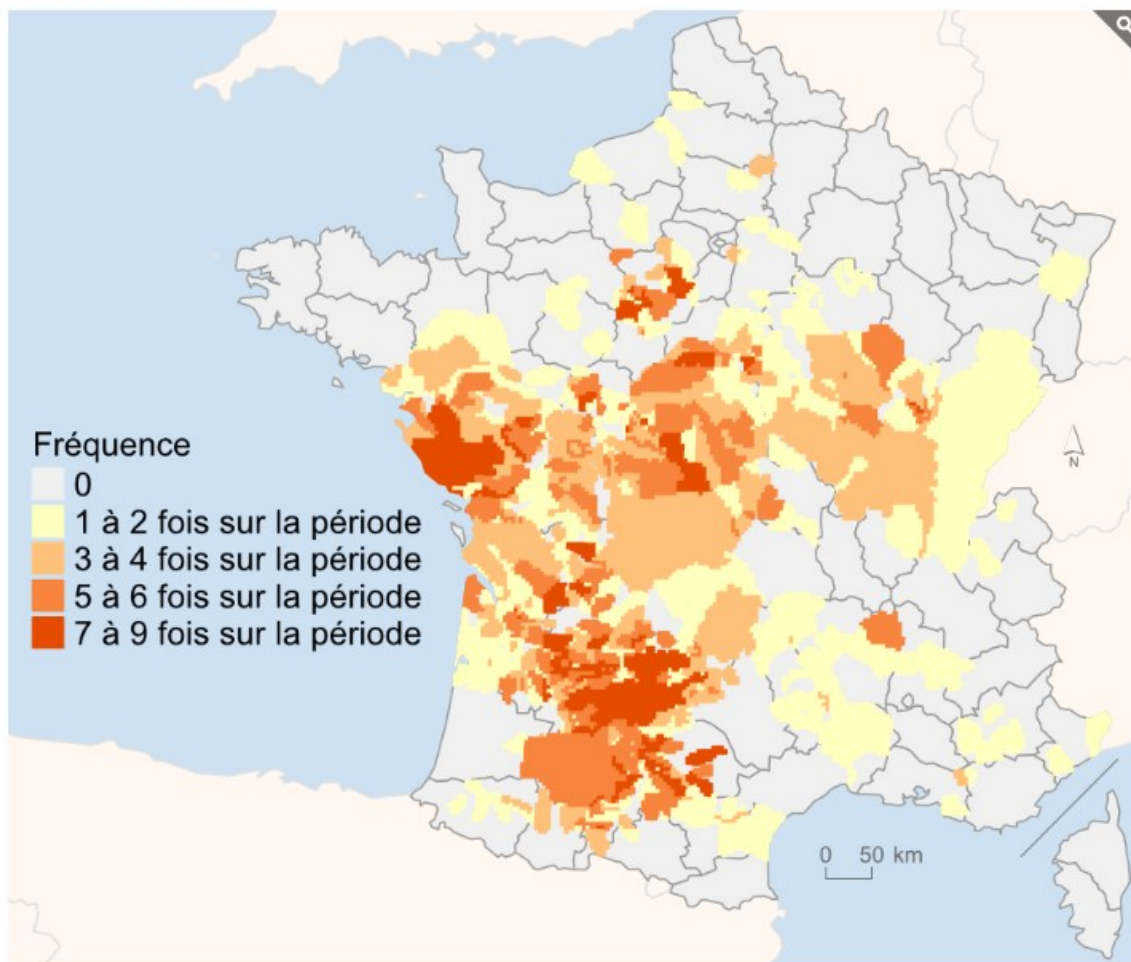 Fréquence
0
1 à 2 fois sur la période
3 à 4 fois sur la période
5 à 6 fois sur la période
7 à 9 fois sur la période
N
0 50 km